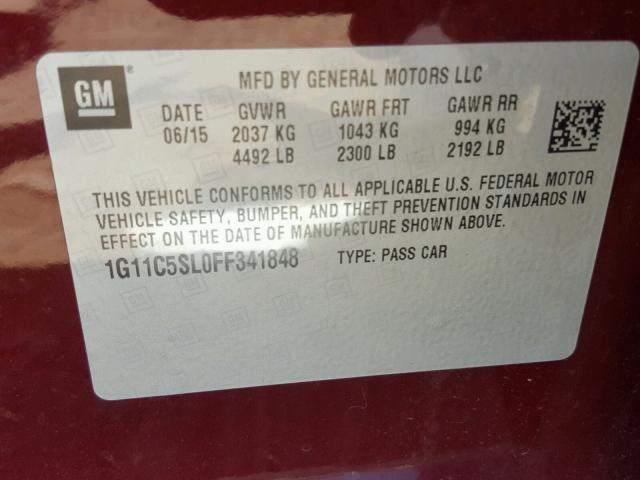 GM ® MFD BY GENERAL MOTORS LLC
DATE GVWR GAWR FRT GAWR RR
06/15 2037 KG 1043 KG 994 KG
4492 LB 2300 LB 2192 LB
THIS VEHICLE CONFORMS TO ALL APPLICABLE U.S. FEDERAL MOTOR
VEHICLE SAFETY, BUMPER, AND THEFT PREVENTION STANDARDS IN
EFFECT ON THE DATE OF MANUFACTURE SHOWN ABOVE.
1G11C5SL0FF341848 TYPE: PASS CAR